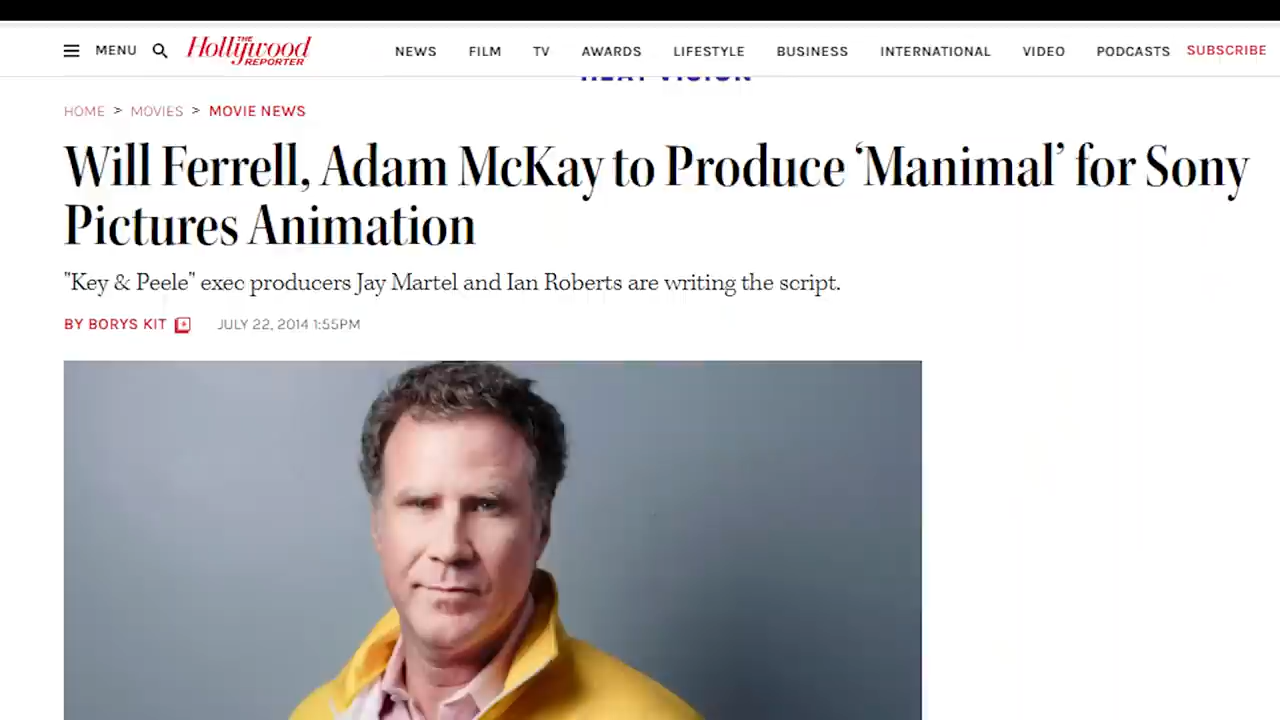 MENU
THE
Hollywood
REPORTER
NEWS FILM TV AWARDS LIFESTYLE BUSINESS INTERNATIONAL VIDEO PODCASTS SUBSCRIBE
HEAT VISION
HOME > MOVIES > MOVIE NEWS
Will Ferrell, Adam McKay to Produce ‘Manimal’ for Sony
Pictures Animation
"Key & Peele" exec producers Jay Martel and Ian Roberts are writing the script.
BY BORYS KIT JULY 22, 2014 1:55PM